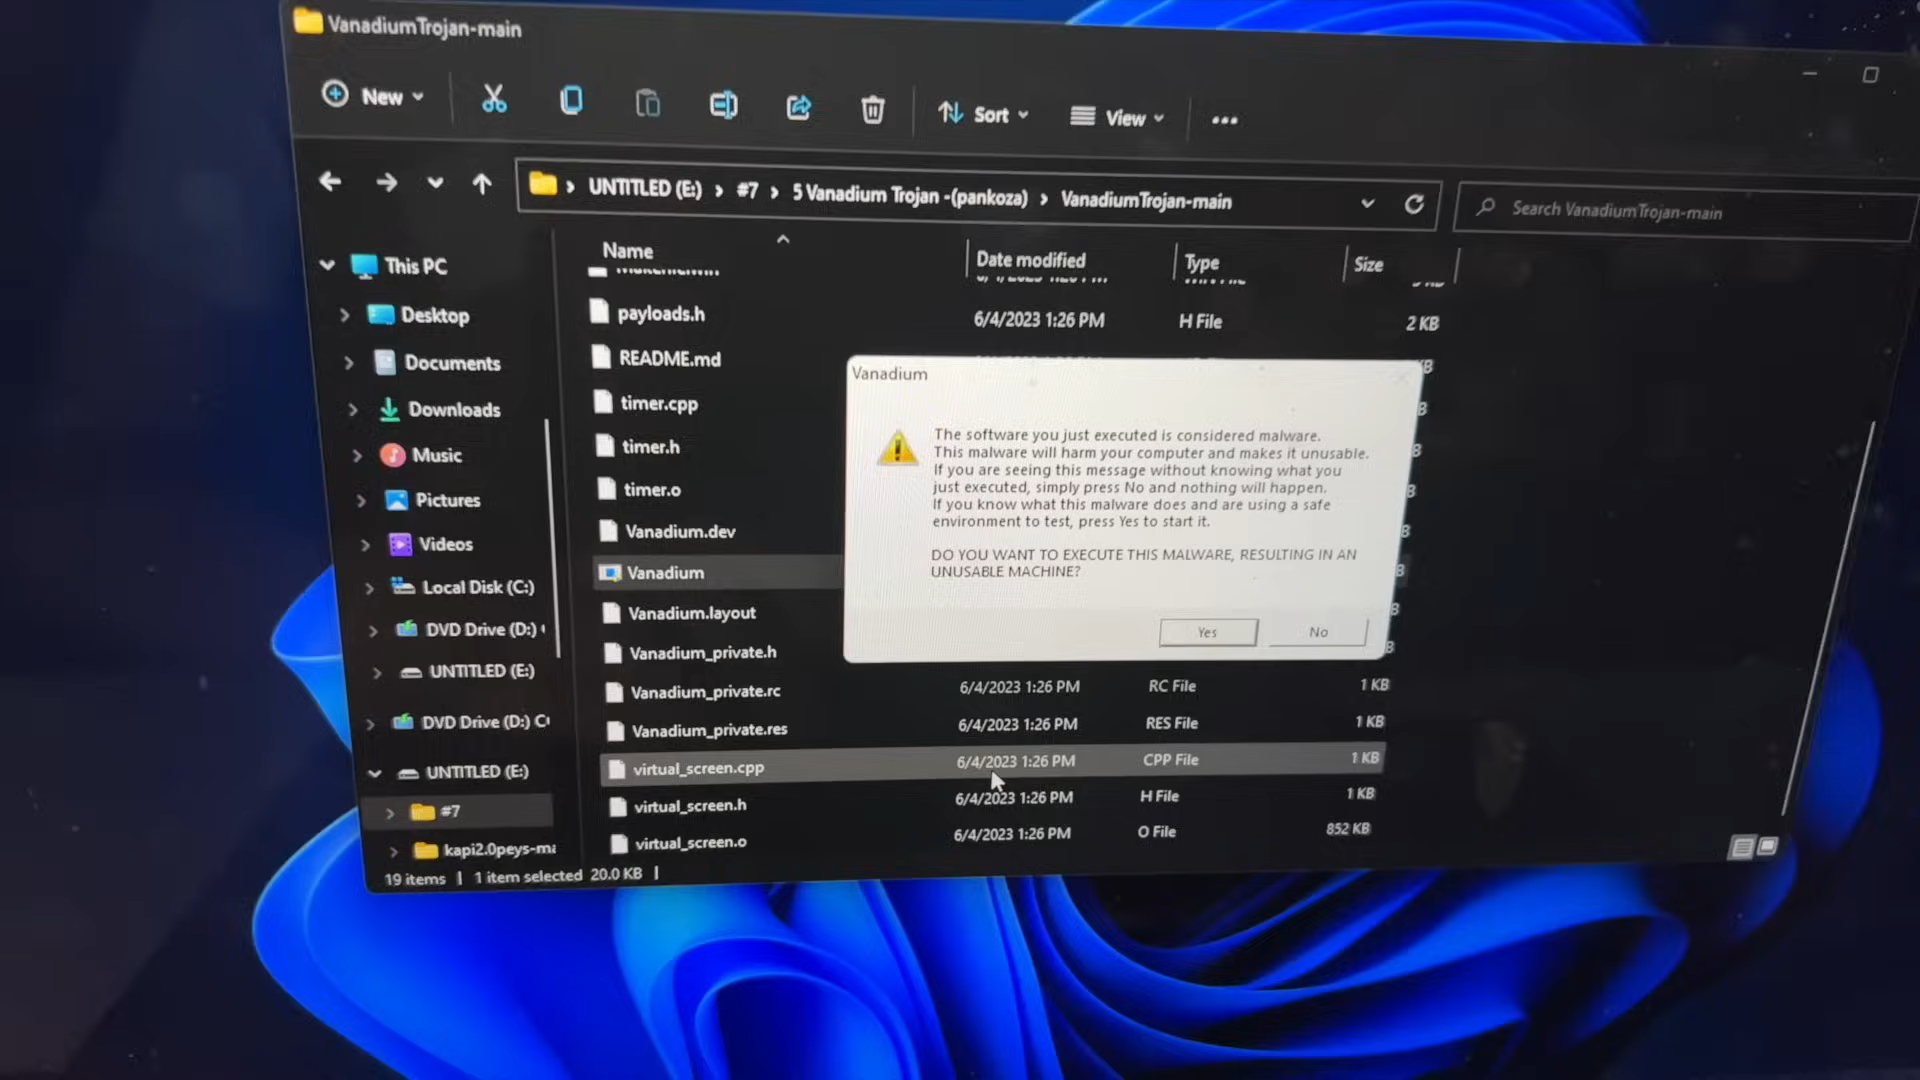 VanadiumTrojan-main
New
Sort
View
UNTITLED (E:) › #7 › 5 Vanadium Trojan -(pankoza) › VanadiumTrojan-main
Search VanadiumTrojan-main
Name
Date modified
Type
Size
This PC
Desktop
Documents
Downloads
Music
Pictures
Videos
Local Disk (C:)
DVD Drive (D:)
UNTITLED (E:)
DVD Drive (D:)
UNTITLED (E:)
#7
kapi2.0peys-ma
payloads.h 6/4/2023 1:26 PM H File 2 KB
README.md
timer.cpp
timer.h
timer.o
Vanadium.dev
Vanadium
Vanadium.layout
Vanadium_private.h
Vanadium_private.rc 6/4/2023 1:26 PM RC File 1 KB
Vanadium_private.res 6/4/2023 1:26 PM RES File 1 KB
virtual_screen.cpp 6/4/2023 1:26 PM CPP File 1 KB
virtual_screen.h 6/4/2023 1:26 PM H File 1 KB
virtual_screen.o 6/4/2023 1:26 PM O File 852 KB
Vanadium
The software you just executed is considered malware.
This malware will harm your computer and makes it unusable.
If you are seeing this message without knowing what you
just executed, simply press No and nothing will happen.
If you know what this malware does and are using a safe
environment to test, press Yes to start it.
DO YOU WANT TO EXECUTE THIS MALWARE, RESULTING IN AN
UNUSABLE MACHINE?
Yes
No
19 items | 1 item selected 20.0 KB |